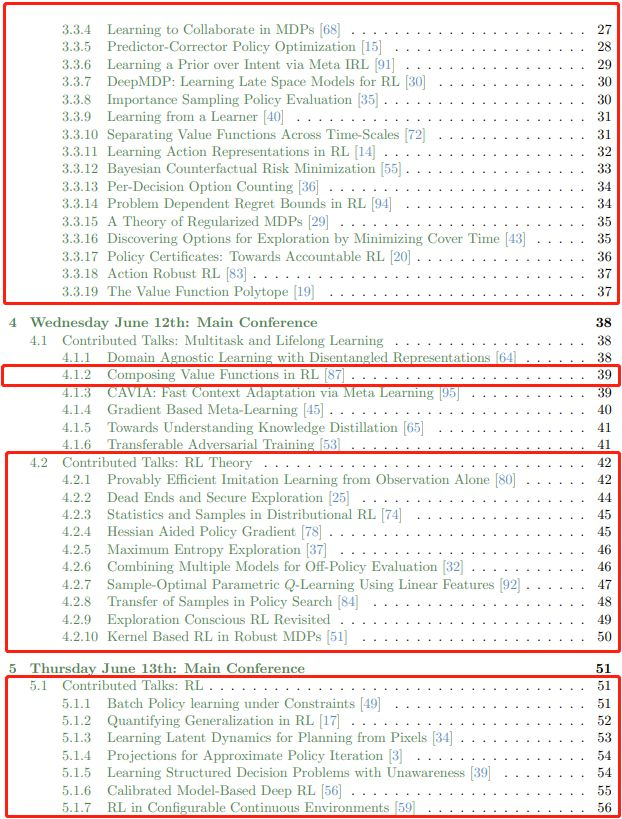 3.3.4 Learning to Collaborate in MDPs [68] . . . . . . . . . . . . . . . . . . . . . . 27
3.3.5 Predictor-Corrector Policy Optimization [15] . . . . . . . . . . . . . . . . . . 28
3.3.6 Learning a Prior over Intent via Meta IRL [91] . . . . . . . . . . . . . . . . . 29
3.3.7 DeepMDP: Learning Late Space Models for RL [30] . . . . . . . . . . . . . . . 30
3.3.8 Importance Sampling Policy Evaluation [35] . . . . . . . . . . . . . . . . . . . 30
3.3.9 Learning from a Learner [40] . . . . . . . . . . . . . . . . . . . . . . . . . . . 31
3.3.10 Separating Value Functions Across Time-Scales [72] . . . . . . . . . . . . . . . 31
3.3.11 Learning Action Representations in RL [14] . . . . . . . . . . . . . . . . . . . 32
3.3.12 Bayesian Counterfactual Risk Minimization [55] . . . . . . . . . . . . . . . . . 33
3.3.13 Per-Decision Option Counting [36] . . . . . . . . . . . . . . . . . . . . . . . . 34
3.3.14 Problem Dependent Regret Bounds in RL [94] . . . . . . . . . . . . . . . . . . 34
3.3.15 A Theory of Regularized MDPs [29] . . . . . . . . . . . . . . . . . . . . . . . 35
3.3.16 Discovering Options for Exploration by Minimizing Cover Time [43] . . . . . 35
3.3.17 Policy Certificates: Towards Accountable RL [20] . . . . . . . . . . . . . . . . 36
3.3.18 Action Robust RL [83] . . . . . . . . . . . . . . . . . . . . . . . . . . . . . . . 37
3.3.19 The Value Function Polytope [19] . . . . . . . . . . . . . . . . . . . . . . . . 37
4 Wednesday June 12th: Main Conference 38
4.1 Contributed Talks: Multitask and Lifelong Learning . . . . . . . . . . . . . . . . . . 38
4.1.1 Domain Agnostic Learning with Disentangled Representations [64] . . . . . . 38
4.1.2 Composing Value Functions in RL [87] . . . . . . . . . . . . . . . . . . . . . . 39
4.1.3 CAVIA: Fast Context Adaptation via Meta Learning [95] . . . . . . . . . . . . 39
4.1.4 Gradient Based Meta-Learning [45] . . . . . . . . . . . . . . . . . . . . . . . . 40
4.1.5 Towards Understanding Knowledge Distillation [65] . . . . . . . . . . . . . . . 41
4.1.6 Transferable Adversarial Training [53] . . . . . . . . . . . . . . . . . . . . . . 41
4.2 Contributed Talks: RL Theory . . . . . . . . . . . . . . . . . . . . . . . . . . . . . . 42
4.2.1 Provably Efficient Imitation Learning from Observation Alone [80] . . . . . . 42
4.2.2 Dead Ends and Secure Exploration [25] . . . . . . . . . . . . . . . . . . . . . . 44
4.2.3 Statistics and Samples in Distributional RL [74] . . . . . . . . . . . . . . . . . 45
4.2.4 Hessian Aided Policy Gradient [78] . . . . . . . . . . . . . . . . . . . . . . . . 45
4.2.5 Maximum Entropy Exploration [37] . . . . . . . . . . . . . . . . . . . . . . . 46
4.2.6 Combining Multiple Models for Off-Policy Evaluation [32] . . . . . . . . . . . 46
4.2.7 Sample-Optimal Parametric Q-Learning Using Linear Features [92] . . . . . . 47
4.2.8 Transfer of Samples in Policy Search [84] . . . . . . . . . . . . . . . . . . . . 48
4.2.9 Exploration Conscious RL Revisited . . . . . . . . . . . . . . . . . . . . . . . 49
4.2.10 Kernel Based RL in Robust MDPs [51] . . . . . . . . . . . . . . . . . . . . . . 50
5 Thursday June 13th: Main Conference 51
5.1 Contributed Talks: RL . . . . . . . . . . . . . . . . . . . . . . . . . . . . . . . . . . 51
5.1.1 Batch Policy learning under Constraints [49] . . . . . . . . . . . . . . . . . . 51
5.1.2 Quantifying Generalization in RL [17] . . . . . . . . . . . . . . . . . . . . . . 52
5.1.3 Learning Latent Dynamics for Planning from Pixels [34] . . . . . . . . . . . . 53
5.1.4 Projections for Approximate Policy Iteration [3] . . . . . . . . . . . . . . . . . 54
5.1.5 Learning Structured Decision Problems with Unawareness [39] . . . . . . . . 54
5.1.6 Calibrated Model-Based Deep RL [56] . . . . . . . . . . . . . . . . . . . . . . 55
5.1.7 RL in Configurable Continuous Environments [59] . . . . . . . . . . . . . . . 56